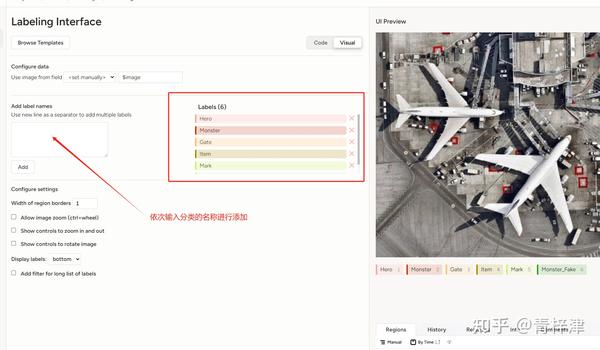 Labeling Interface
Browse Templates
Code
Visual
Configure data
Use image from field
<set manually>
$image
Add label names
Use new line as a separator to add multiple labels
Add
Labels (6)
Hero
Monster
Gate
Item
Mark
依次输入分类的名称进行添加
Configure settings
Width of region borders
1
Allow image zoom (ctrl+wheel)
Show controls to zoom in and out
Show controls to rotate image
Display labels:
bottom
Add filter for long list of labels
UI Preview
Hero 1
Monster 2
Gate 3
Item 4
Mark 5
Monster_Fake 6
知乎 @青梓津
Regions
History
Manual
By Time